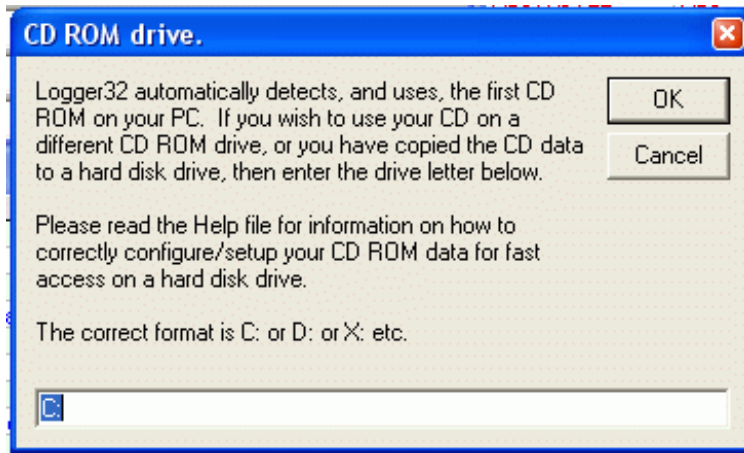 CD ROM drive.
Logger32 automatically detects, and uses, the first CD
ROM on your PC. If you wish to use your CD on a
different CD ROM drive, or you have copied the CD data
to a hard disk drive, then enter the drive letter below.
OK
Cancel
Please read the Help file for information on how to
correctly configure/setup your CD ROM data for fast
access on a hard disk drive.
The correct format is C: or D: or X: etc.
C: